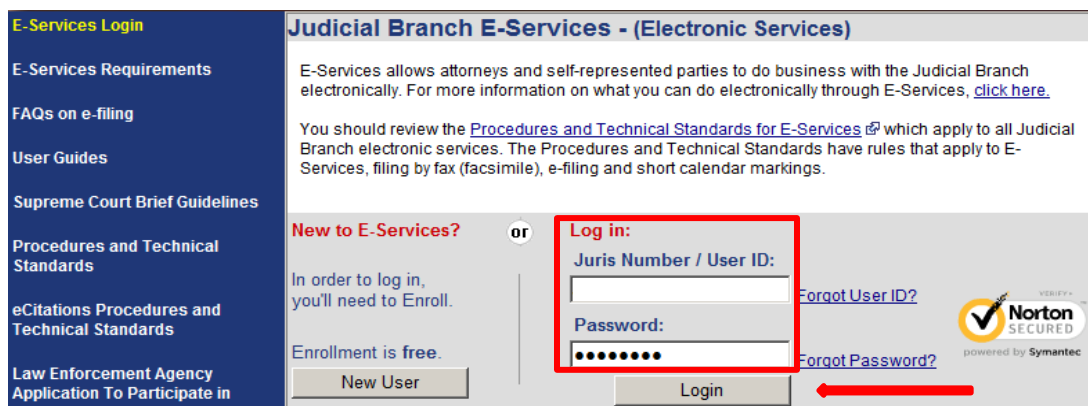 E-Services Login
E-Services Requirements
FAQs on e-filing
User Guides
Supreme Court Brief Guidelines
Procedures and Technical
Standards
eCitations Procedures and
Technical Standards
Law Enforcement Agency
Application To Participate in
Judicial Branch E-Services - (Electronic Services)
E-Services allows attorneys and self-represented parties to do business with the Judicial Branch
electronically. For more information on what you can do electronically through E-Services, click here.
You should review the Procedures and Technical Standards for E-Services which apply to all Judicial
Branch electronic services. The Procedures and Technical Standards have rules that apply to E-
Services, filing by fax (facsimile), e-filing and short calendar markings.
New to E-Services?
In order to log in,
you'll need to Enroll.
Enrollment is free.
New User
or
Log in:
Juris Number / User ID:
Forgot User ID?
Password:
••••••••
Forgot Password?
Login
VERIFY
Norton
SECURED
powered by Symantec